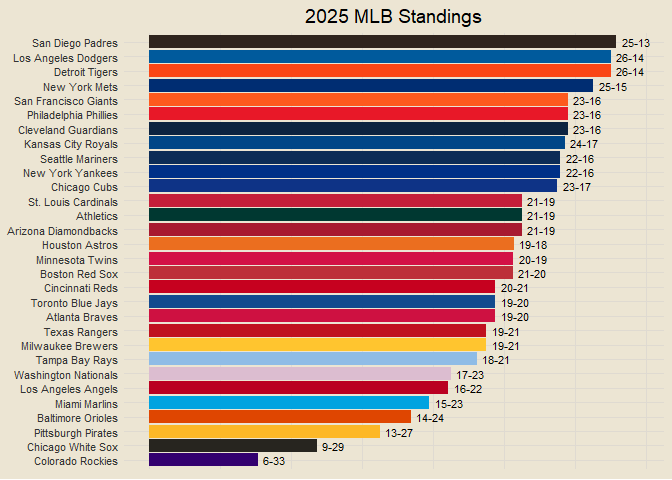 2025 MLB Standings
San Diego Padres 25-13
Los Angeles Dodgers 26-14
Detroit Tigers 26-14
New York Mets 25-15
San Francisco Giants 23-16
Philadelphia Phillies 23-16
Cleveland Guardians 23-16
Kansas City Royals 24-17
Seattle Mariners 22-16
New York Yankees 22-16
Chicago Cubs 23-17
St. Louis Cardinals 21-19
Athletics 21-19
Arizona Diamondbacks 21-19
Houston Astros 19-18
Minnesota Twins 20-19
Boston Red Sox 21-20
Cincinnati Reds 20-21
Toronto Blue Jays 19-20
Atlanta Braves 19-20
Texas Rangers 19-21
Milwaukee Brewers 19-21
Tampa Bay Rays 18-21
Washington Nationals 17-23
Los Angeles Angels 16-22
Miami Marlins 15-23
Baltimore Orioles 14-24
Pittsburgh Pirates 13-27
Chicago White Sox 9-29
Colorado Rockies 6-33